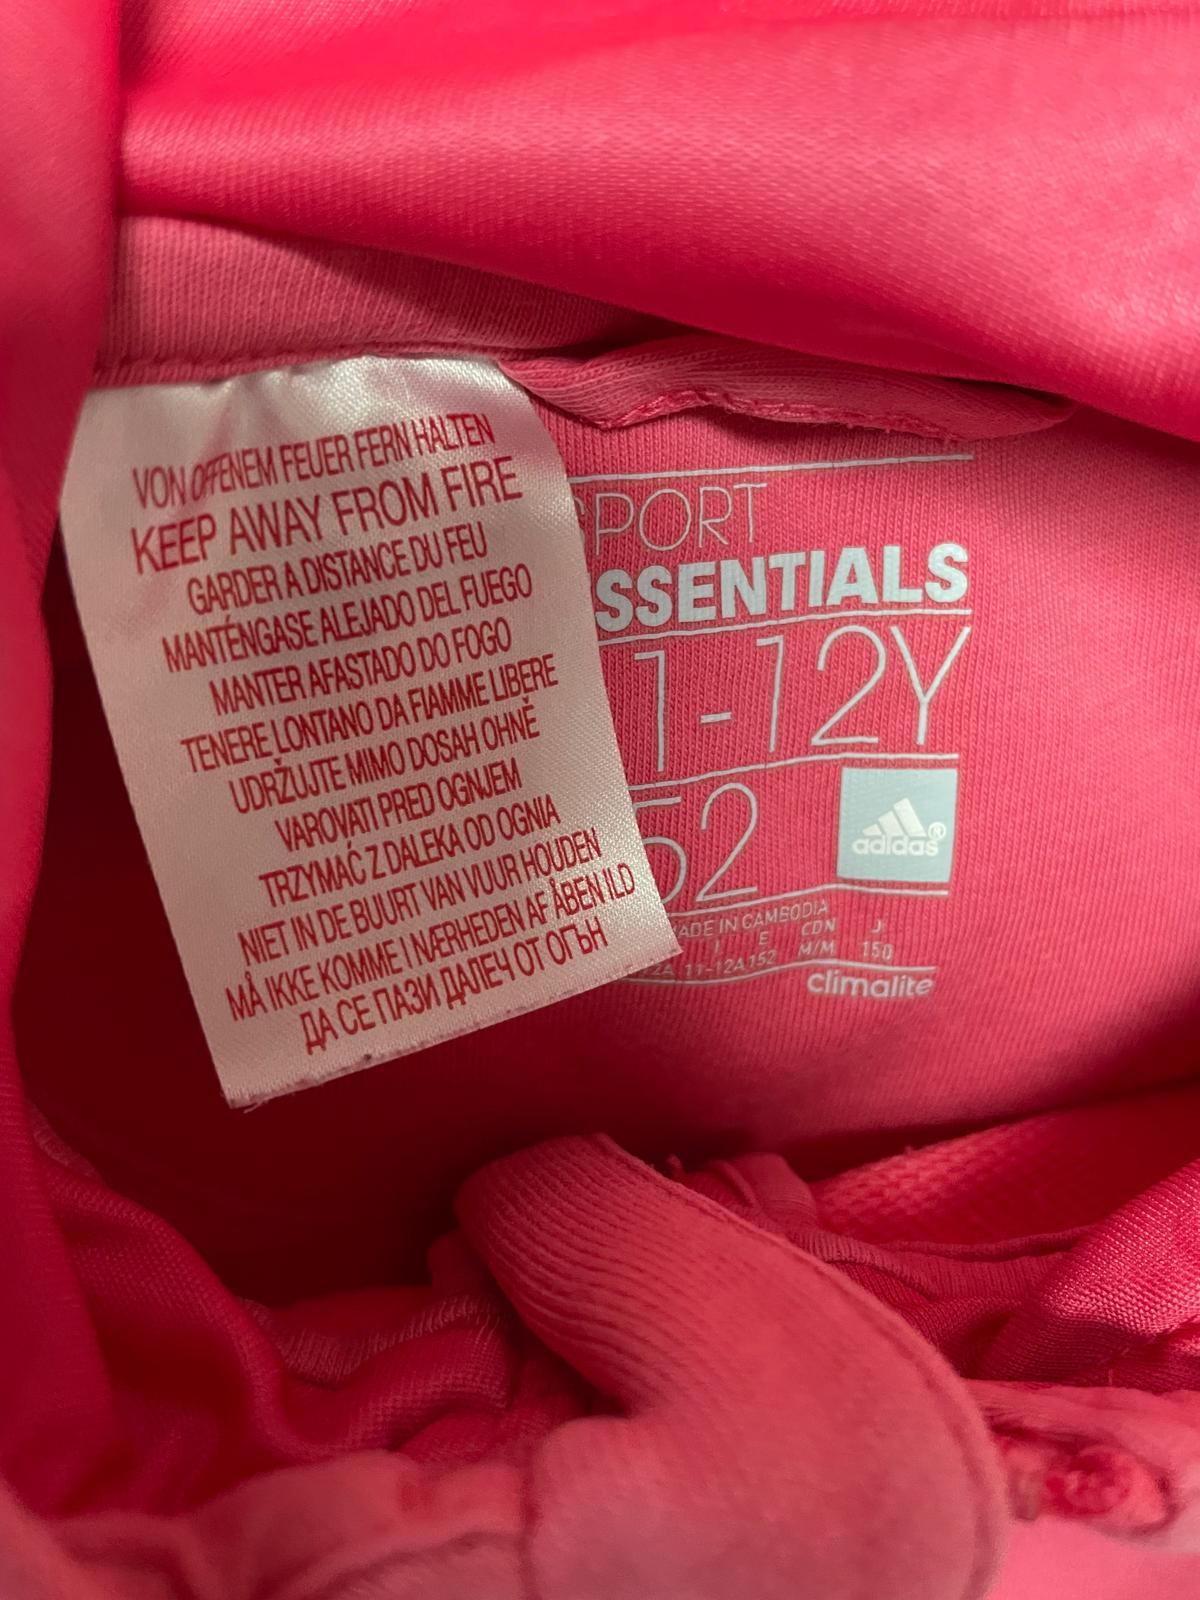 VON OFFENEM FEUER FERN HALTEN
KEEP AWAY FROM FIRE
GARDER A DISTANCE DU FEU
MANTÉNGASE ALEJADO DEL FUEGO
MANTER AFASTADO DO FOGO
TENERE LONTANO DA FIAMME LIBERE
UDRŽUJTE MIMO DOSAH OHNĚ
VAROVATI PRED OGNJEM
TRZYMAĆ Z DALEKA OD OGNIA
NIET IN DE BUURT VAN VUUR HOUDEN
MÅ IKKE KOMME I NÆRHEDEN AF ÅBEN ILD
ДА СЕ ПАЗИ ДАЛЕЧ ОТ ОГЪН
PORT
SSENTIALS
1-12Y
52
adidas®
ADE IN CAMBODIA
E CDN J
12A 11-12A 152 M/M 150
climalite